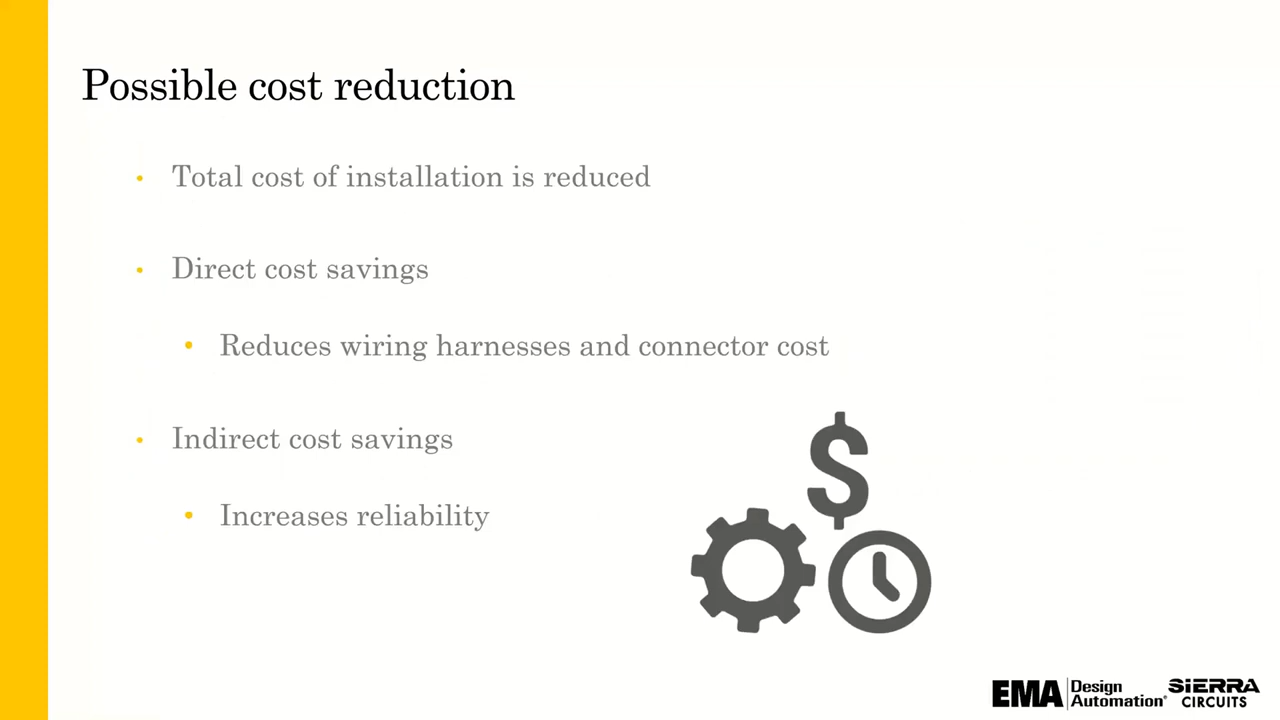 Possible cost reduction
• Total cost of installation is reduced
• Direct cost savings
• Reduces wiring harnesses and connector cost
• Indirect cost savings
• Increases reliability
$
EMA Design Automation®
SIERRA CIRCUITS